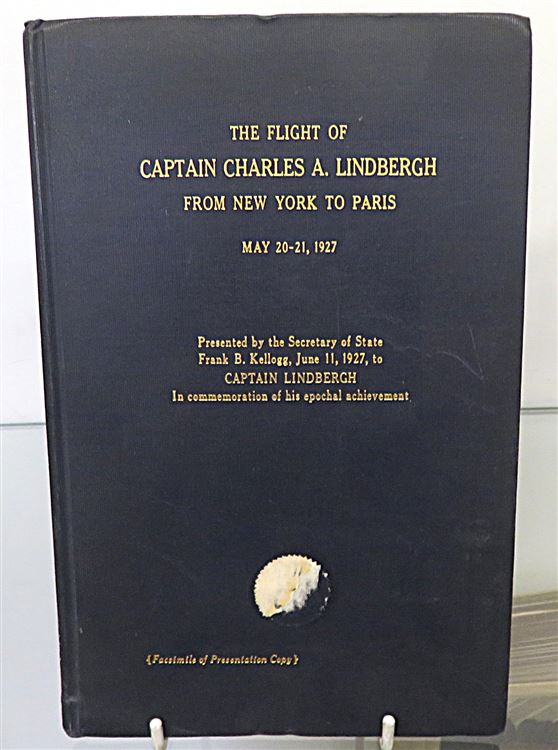 THE FLIGHT OF
CAPTAIN CHARLES A. LINDBERGH
FROM NEW YORK TO PARIS
MAY 20-21, 1927
Presented by the Secretary of State
Frank B. Kellogg, June 11, 1927, to
CAPTAIN LINDBERGH
In commemoration of his epochal achievement
{Facsimile of Presentation Copy}